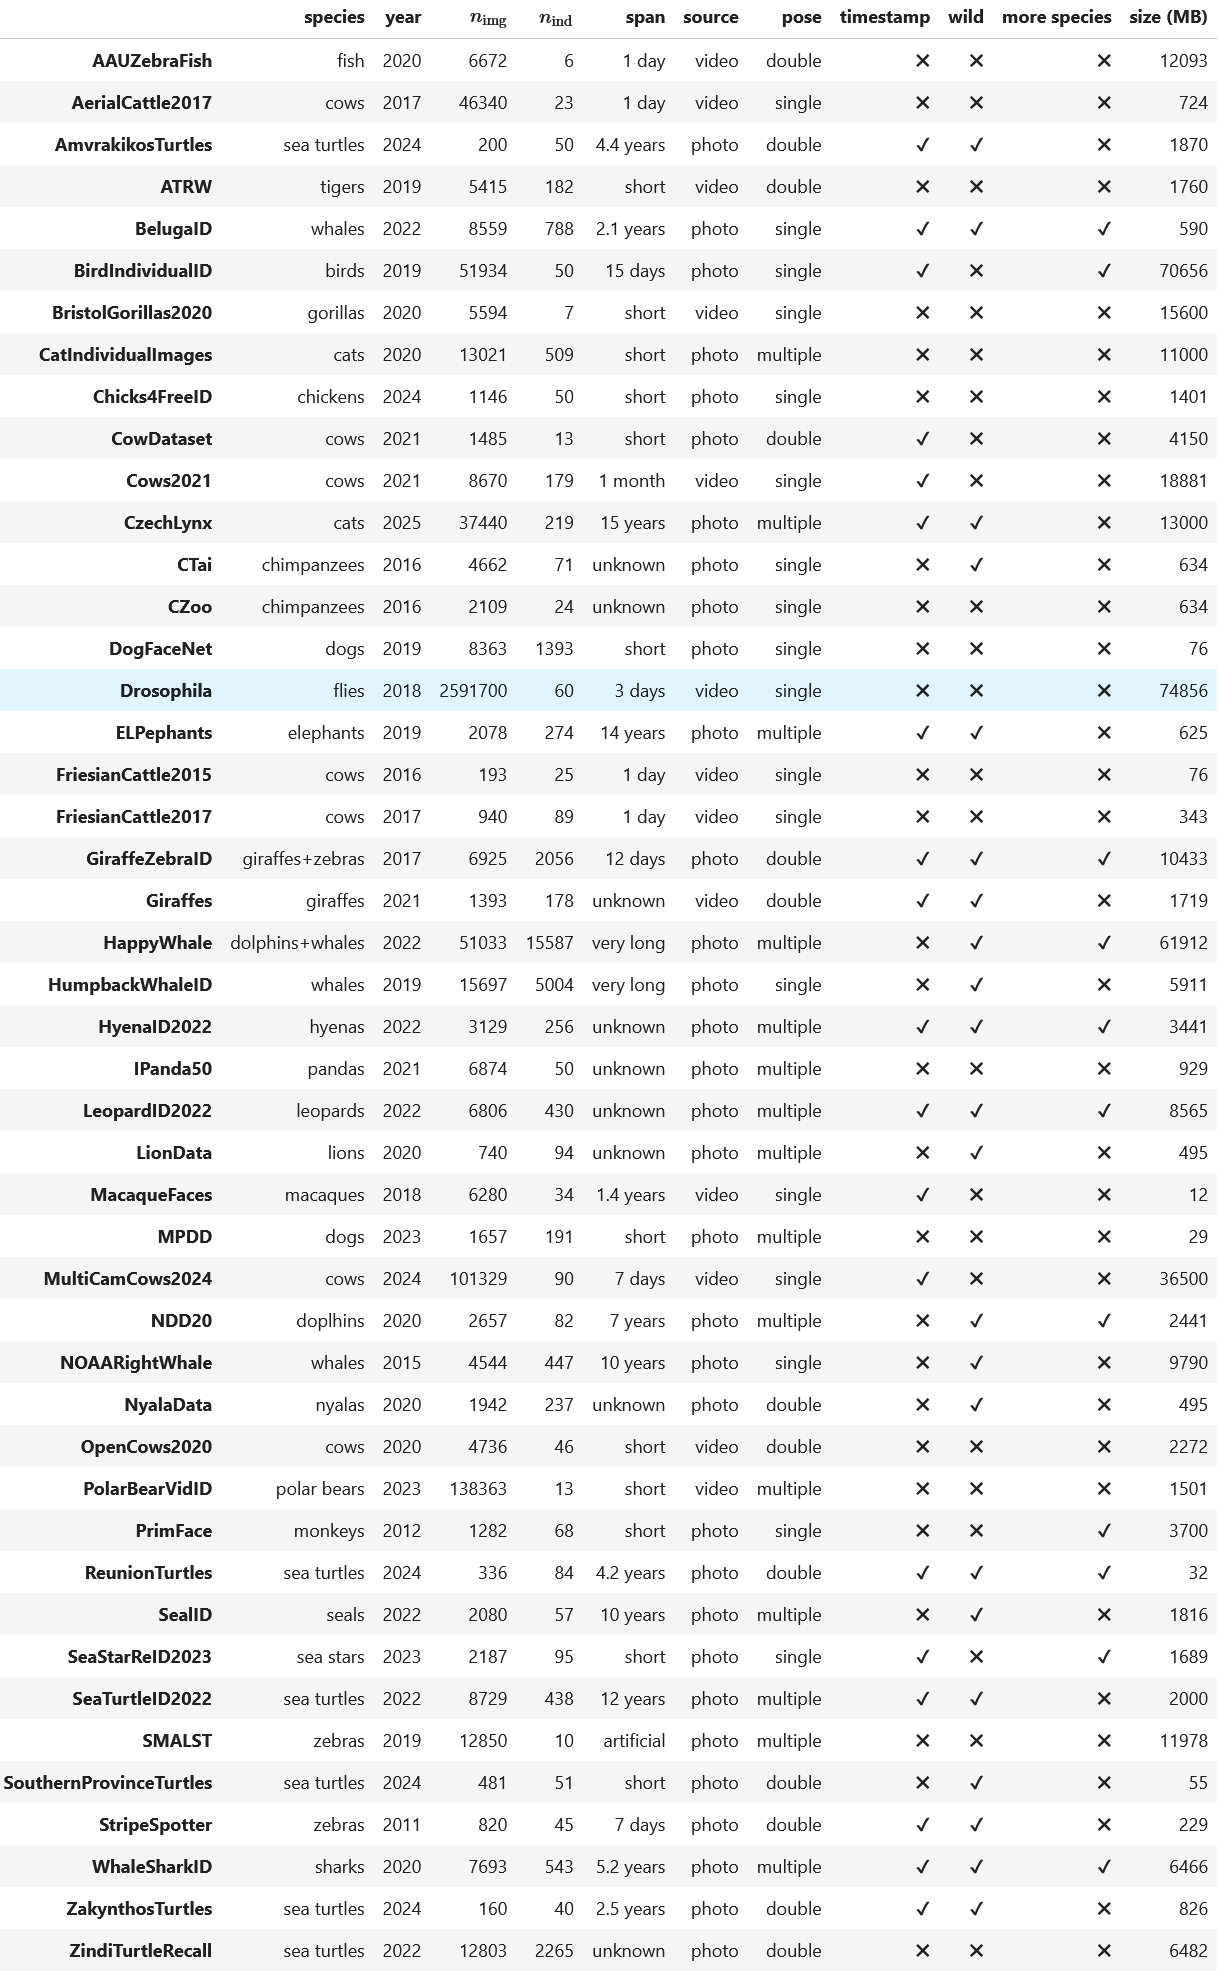 species year n_img n_ind span source pose timestamp wild more species size (MB)
AAUZebraFish fish 2020 6672 6 1 day video double ✗ ✗ ✗ 12093
AerialCattle2017 cows 2017 46340 23 1 day video single ✗ ✗ ✗ 724
AmvrakikosTurtles sea turtles 2024 200 50 4.4 years photo double ✓ ✓ ✗ 1870
ATRW tigers 2019 5415 182 short video double ✗ ✗ ✗ 1760
BelugaID whales 2022 8559 788 2.1 years photo single ✓ ✓ ✓ 590
BirdIndividualID birds 2019 51934 50 15 days photo single ✓ ✗ ✓ 70656
BristolGorillas2020 gorillas 2020 5594 7 short video single ✗ ✗ ✗ 15600
CatIndividualImages cats 2020 13021 509 short photo multiple ✗ ✗ ✗ 11000
Chicks4FreeID chickens 2024 1146 50 short photo single ✗ ✗ ✗ 1401
CowDataset cows 2021 1485 13 short photo double ✓ ✗ ✗ 4150
Cows2021 cows 2021 8670 179 1 month video single ✓ ✗ ✗ 18881
CzechLynx cats 2025 37440 219 15 years photo multiple ✓ ✓ ✗ 13000
CTai chimpanzees 2016 4662 71 unknown photo single ✗ ✓ ✗ 634
CZoo chimpanzees 2016 2109 24 unknown photo single ✗ ✗ ✗ 634
DogFaceNet dogs 2019 8363 1393 short photo single ✗ ✗ ✗ 76
Drosophila flies 2018 2591700 60 3 days video single ✗ ✗ ✗ 74856
ELPephants elephants 2019 2078 274 14 years photo multiple ✓ ✓ ✗ 625
FriesianCattle2015 cows 2016 193 25 1 day video single ✗ ✗ ✗ 76
FriesianCattle2017 cows 2017 940 89 1 day video single ✗ ✗ ✗ 343
GiraffeZebraID giraffes+zebras 2017 6925 2056 12 days photo double ✓ ✓ ✓ 10433
Giraffes giraffes 2021 1393 178 unknown video double ✓ ✓ ✗ 1719
HappyWhale dolphins+whales 2022 51033 15587 very long photo multiple ✗ ✓ ✓ 61912
HumpbackWhaleID whales 2019 15697 5004 very long photo single ✗ ✓ ✗ 5911
HyenaID2022 hyenas 2022 3129 256 unknown photo multiple ✓ ✓ ✓ 3441
IPanda50 pandas 2021 6874 50 unknown photo multiple ✗ ✗ ✗ 929
LeopardID2022 leopards 2022 6806 430 unknown photo multiple ✓ ✓ ✓ 8565
LionData lions 2020 740 94 unknown photo multiple ✗ ✓ ✗ 495
MacaqueFaces macaques 2018 6280 34 1.4 years video single ✓ ✗ ✗ 12
MPDD dogs 2023 1657 191 short photo multiple ✗ ✗ ✗ 29
MultiCamCows2024 cows 2024 101329 90 7 days video single ✓ ✗ ✗ 36500
NDD20 doplhins 2020 2657 82 7 years photo multiple ✗ ✓ ✓ 2441
NOAARightWhale whales 2015 4544 447 10 years photo single ✗ ✓ ✗ 9790
NyalaData nyalas 2020 1942 237 unknown photo double ✗ ✓ ✗ 495
OpenCows2020 cows 2020 4736 46 short video double ✗ ✗ ✗ 2272
PolarBearVidID polar bears 2023 138363 13 short video multiple ✗ ✗ ✗ 1501
PrimFace monkeys 2012 1282 68 short photo single ✗ ✗ ✓ 3700
ReunionTurtles sea turtles 2024 336 84 4.2 years photo double ✓ ✓ ✓ 32
SealID seals 2022 2080 57 10 years photo multiple ✗ ✓ ✗ 1816
SeaStarReID2023 sea stars 2023 2187 95 short photo single ✓ ✗ ✓ 1689
SeaTurtleID2022 sea turtles 2022 8729 438 12 years photo multiple ✓ ✓ ✗ 2000
SMALST zebras 2019 12850 10 artificial photo multiple ✗ ✗ ✗ 11978
SouthernProvinceTurtles sea turtles 2024 481 51 short photo double ✗ ✓ ✗ 55
StripeSpotter zebras 2011 820 45 7 days photo double ✓ ✓ ✗ 229
WhaleSharkID sharks 2020 7693 543 5.2 years photo multiple ✓ ✓ ✓ 6466
ZakynthosTurtles sea turtles 2024 160 40 2.5 years photo double ✓ ✓ ✗ 826
ZindiTurtleRecall sea turtles 2022 12803 2265 unknown photo double ✗ ✗ ✗ 6482